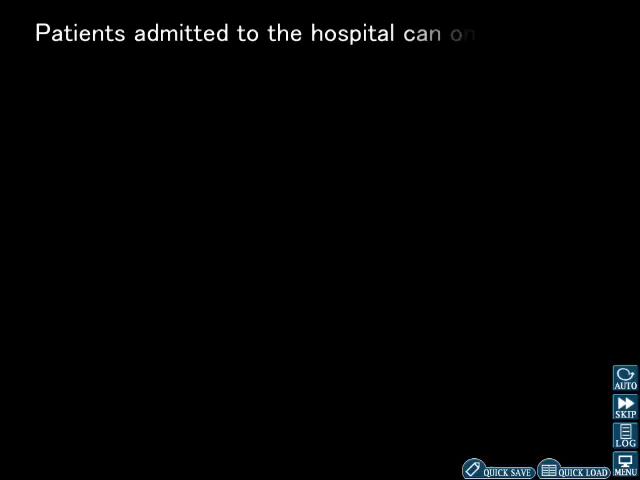 Patients admitted to the hospital can on
AUTO
SKIP
LOG
MENU
QUICK SAVE
QUICK LOAD